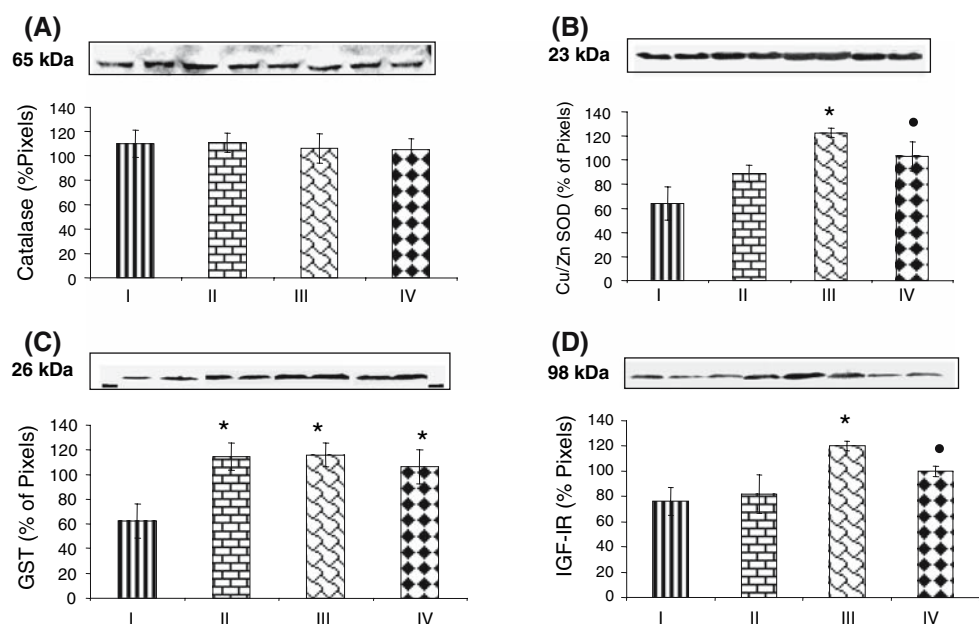 (A)
65 kDa
140
120
100
80
60
40
20
0
Catalase (%Pixels)
I II III IV
(B)
23 kDa
140
120
100
80
60
40
20
0
Cu/Zn SOD (% of Pixels)
*
•
I II III IV
(C)
26 kDa
140
120
100
80
60
40
20
0
GST (% of Pixels)
* * *
I II III IV
(D)
98 kDa
140
120
100
80
60
40
20
0
IGF-IR (% Pixels)
*
•
I II III IV